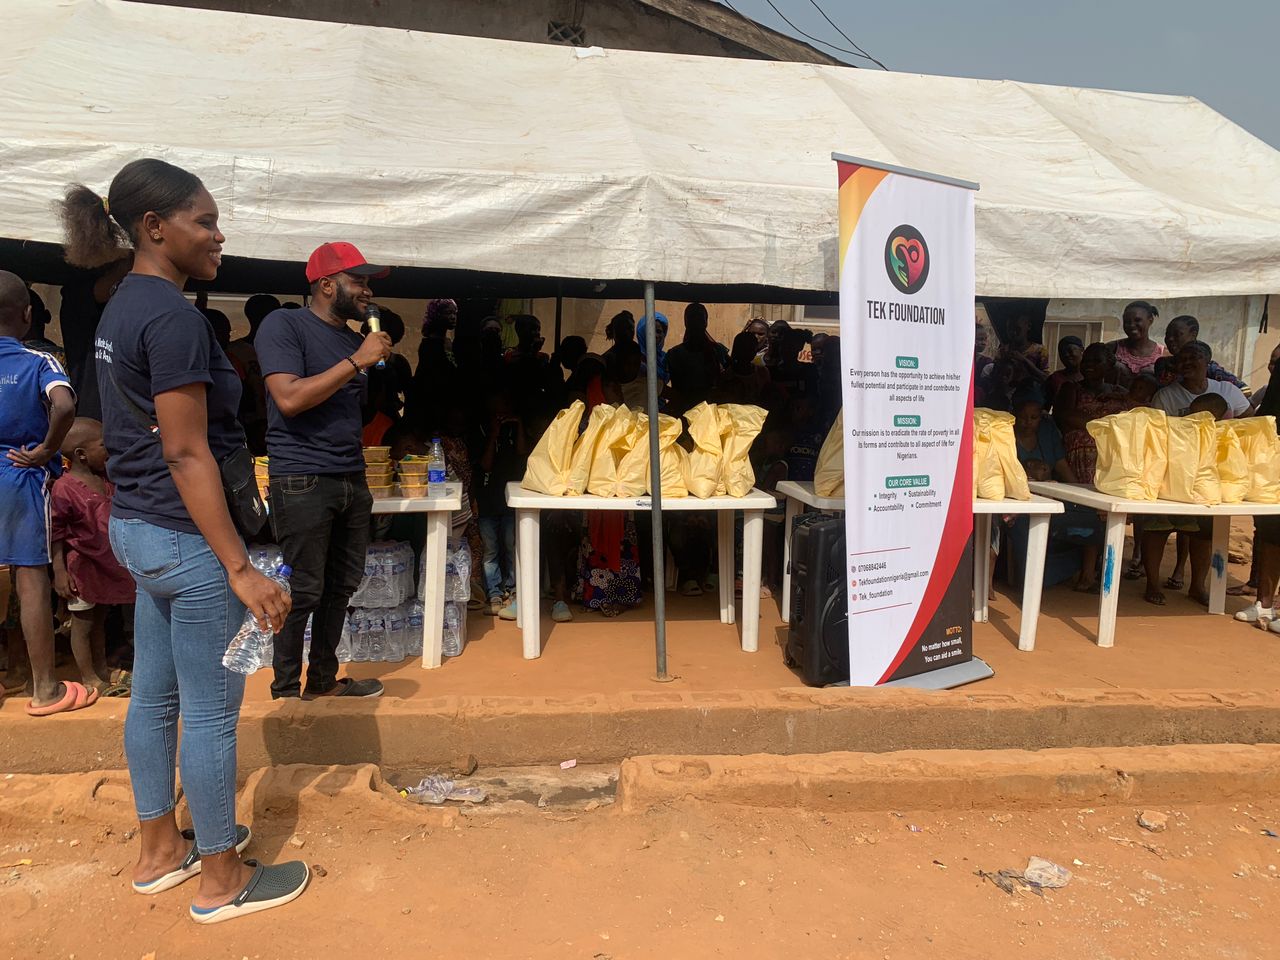 TEK FOUNDATION
VISION:
Every person has the opportunity to achieve his/her
fullest potential and participate in and contribute to
all aspects of life
MISSION:
Our mission is to eradicate the rate of poverty in all
its forms and contribute to all aspect of life for
Nigerians.
OUR CORE VALUE
Integrity
Sustainability
Accountability
Commitment
07068842446
Tekfoundationnigeria@gmail.com
Tek_foundation
MOTTO:
No matter how small,
You can aid a smile.